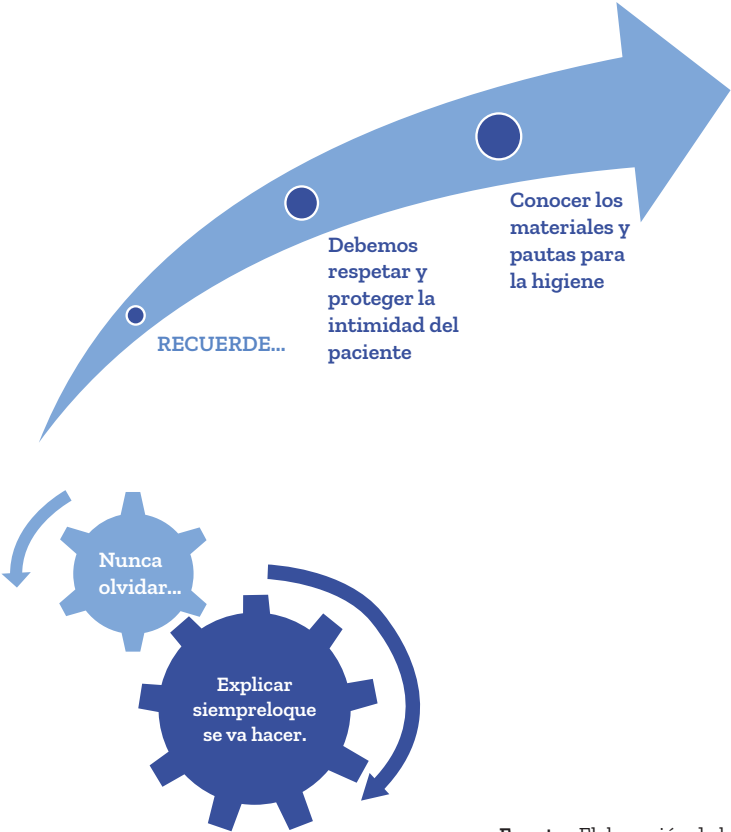 RECUERDE...
Debemos
respetar y
proteger la
intimidad del
paciente
Conocer los
materiales y
pautas para
la higiene
Nunca
olvidar...
Explicar
siempreloque
se va hacer.